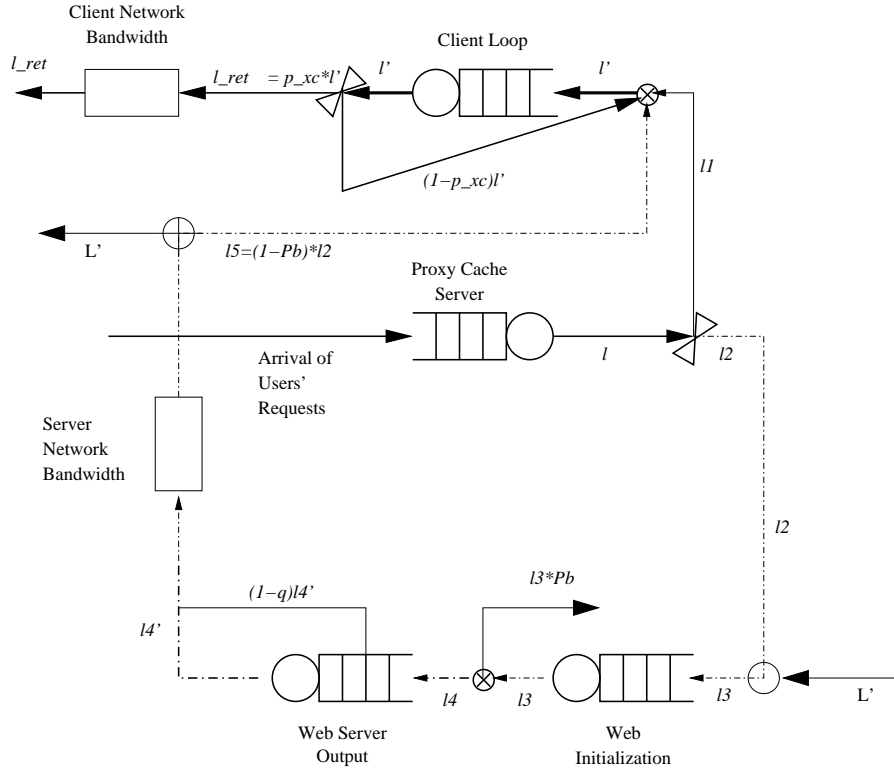 Client Network
Bandwidth
Client Loop
l_ret
l_ret = p_xc*l'
l'
l'
(1−p_xc)l'
l1
L'
l5=(1−Pb)*l2
Proxy Cache
Server
Arrival of
Users'
Requests
l
l2
Server
Network
Bandwidth
l2
(1−q)l4'
l3*Pb
l4'
l4
l3
l3
L'
Web Server
Output
Web
Initialization